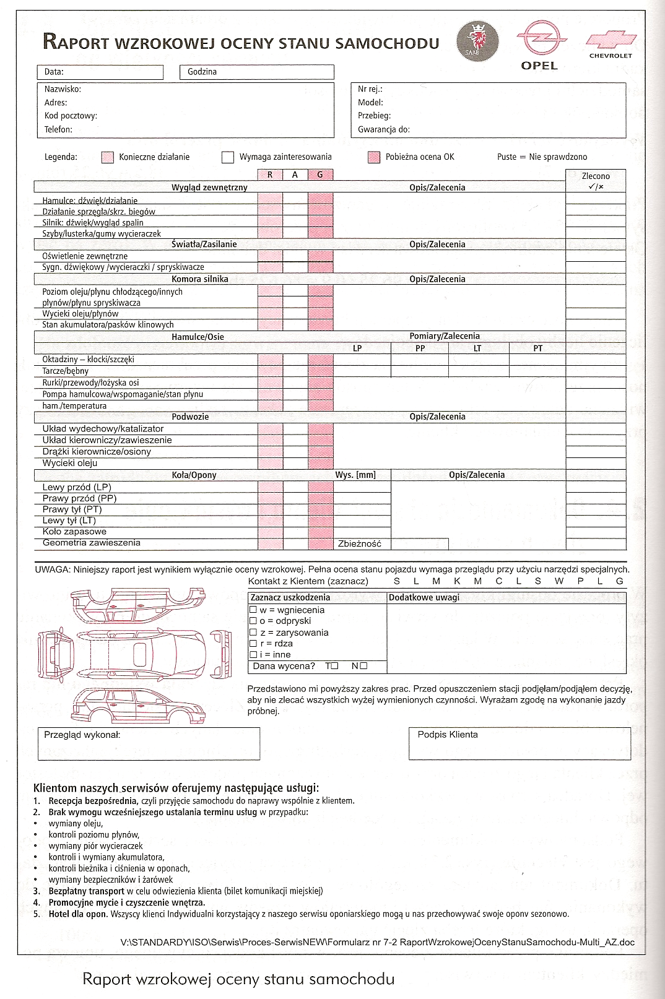 RAPORT WZROKOWEJ OCENY STANU SAMOCHODU
SAAB
OPEL
CHEVROLET
Data:
Godzina
Nazwisko:
Adres:
Kod pocztowy:
Telefon:
Nr rej.:
Model:
Przebieg:
Gwarancja do:
Legenda: Konieczne działanie Wymaga zainteresowania Pobieżna ocena OK Puste = Nie sprawdzono
R A G
Zlecono
✓/×
Wygląd zewnętrzny Opis/Zalecenia
Hamulce: dźwięk/działanie
Działanie sprzęgła/skrz. biegów
Silnik: dźwięk/wygląd spalin
Szyby/lusterka/gumy wycieraczek
Światła/Zasilanie Opis/Zalecenia
Oświetlenie zewnętrzne
Sygn. dźwiękowy /wycieraczki / spryskiwacze
Komora silnika Opis/Zalecenia
Poziom oleju/płynu chłodzącego/innych
płynów/płynu spryskiwacza
Wycieki oleju/płynów
Stan akumulatora/pasków klinowych
Hamulce/Osie Pomiary/Zalecenia
LP PP LT PT
Oktadziny – klocki/szczęki
Tarcze/bębny
Rurki/przewody/łożyska osi
Pompa hamulcowa/wspomaganie/stan płynu
ham./temperatura
Podwozie Opis/Zalecenia
Układ wydechowy/katalizator
Układ kierowniczy/zawieszenie
Drążki kierownicze/osiony
Wycieki oleju
Koła/Opony Wys. [mm] Opis/Zalecenia
Lewy przód (LP)
Prawy przód (PP)
Prawy tył (PT)
Lewy tył (LT)
Koło zapasowe
Geometria zawieszenia Zbieżność
UWAGA: Niniejszy raport jest wynikiem wyłącznie oceny wzrokowej. Pełna ocena stanu pojazdu wymaga przeglądu przy użyciu narzędzi specjalnych.
Kontakt z Klientem (zaznacz) S L M K M C L S W P L G
Zaznacz uszkodzenia
w = wgniecenia
o = odpryski
z = zarysowania
r = rdza
i = inne
Dana wycena? T N
Dodatkowe uwagi
Przedstawiono mi powyższy zakres prac. Przed opuszczeniem stacji podjęłam/podjąłem decyzję,
aby nie zlecać wszystkich wyżej wymienionych czynności. Wyrażam zgodę na wykonanie jazdy
próbnej.
Przegląd wykonał:
Podpis Klienta
Klientom naszych serwisów oferujemy następujące usługi:
1. Recepcja bezpośrednia, czyli przyjęcie samochodu do naprawy wspólnie z klientem.
2. Brak wymogu wcześniejszego ustalania terminu usług w przypadku:
• wymiany oleju,
• kontroli poziomu płynów,
• wymiany piór wycieraczek
• kontroli i wymiany akumulatora,
• kontroli bieżnika i ciśnienia w oponach,
• wymiany bezpieczników i żarówek
3. Bezpłatny transport w celu odwiezienia klienta (bilet komunikacji miejskiej)
4. Promocyjne mycie i czyszczenie wnętrza.
5. Hotel dla opon. Wszyscy klienci Indywidualni korzystający z naszego serwisu oponiarskiego mogą u nas przechowywać swoje opony sezonowo.
V:\STANDARDY\ISO\Serwis\Proces-SerwisNEW\Formularz nr 7-2 RaportWzrokowejOcenyStanuSamochodu-Multi_AZ.doc
Raport wzrokowej oceny stanu samochodu